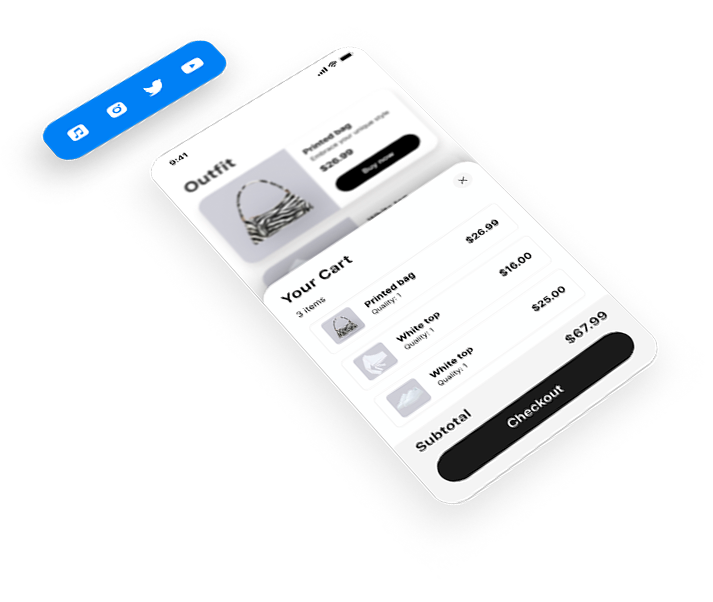 9:41
Outfit
Printed bag
Embrace your unique style
$26.99
Buy now
White top
Your Cart
3 items
Printed bag
Quality: 1
$26.99
White top
Quality: 1
$16.00
White top
Quality: 1
$25.00
Subtotal
$67.99
Checkout